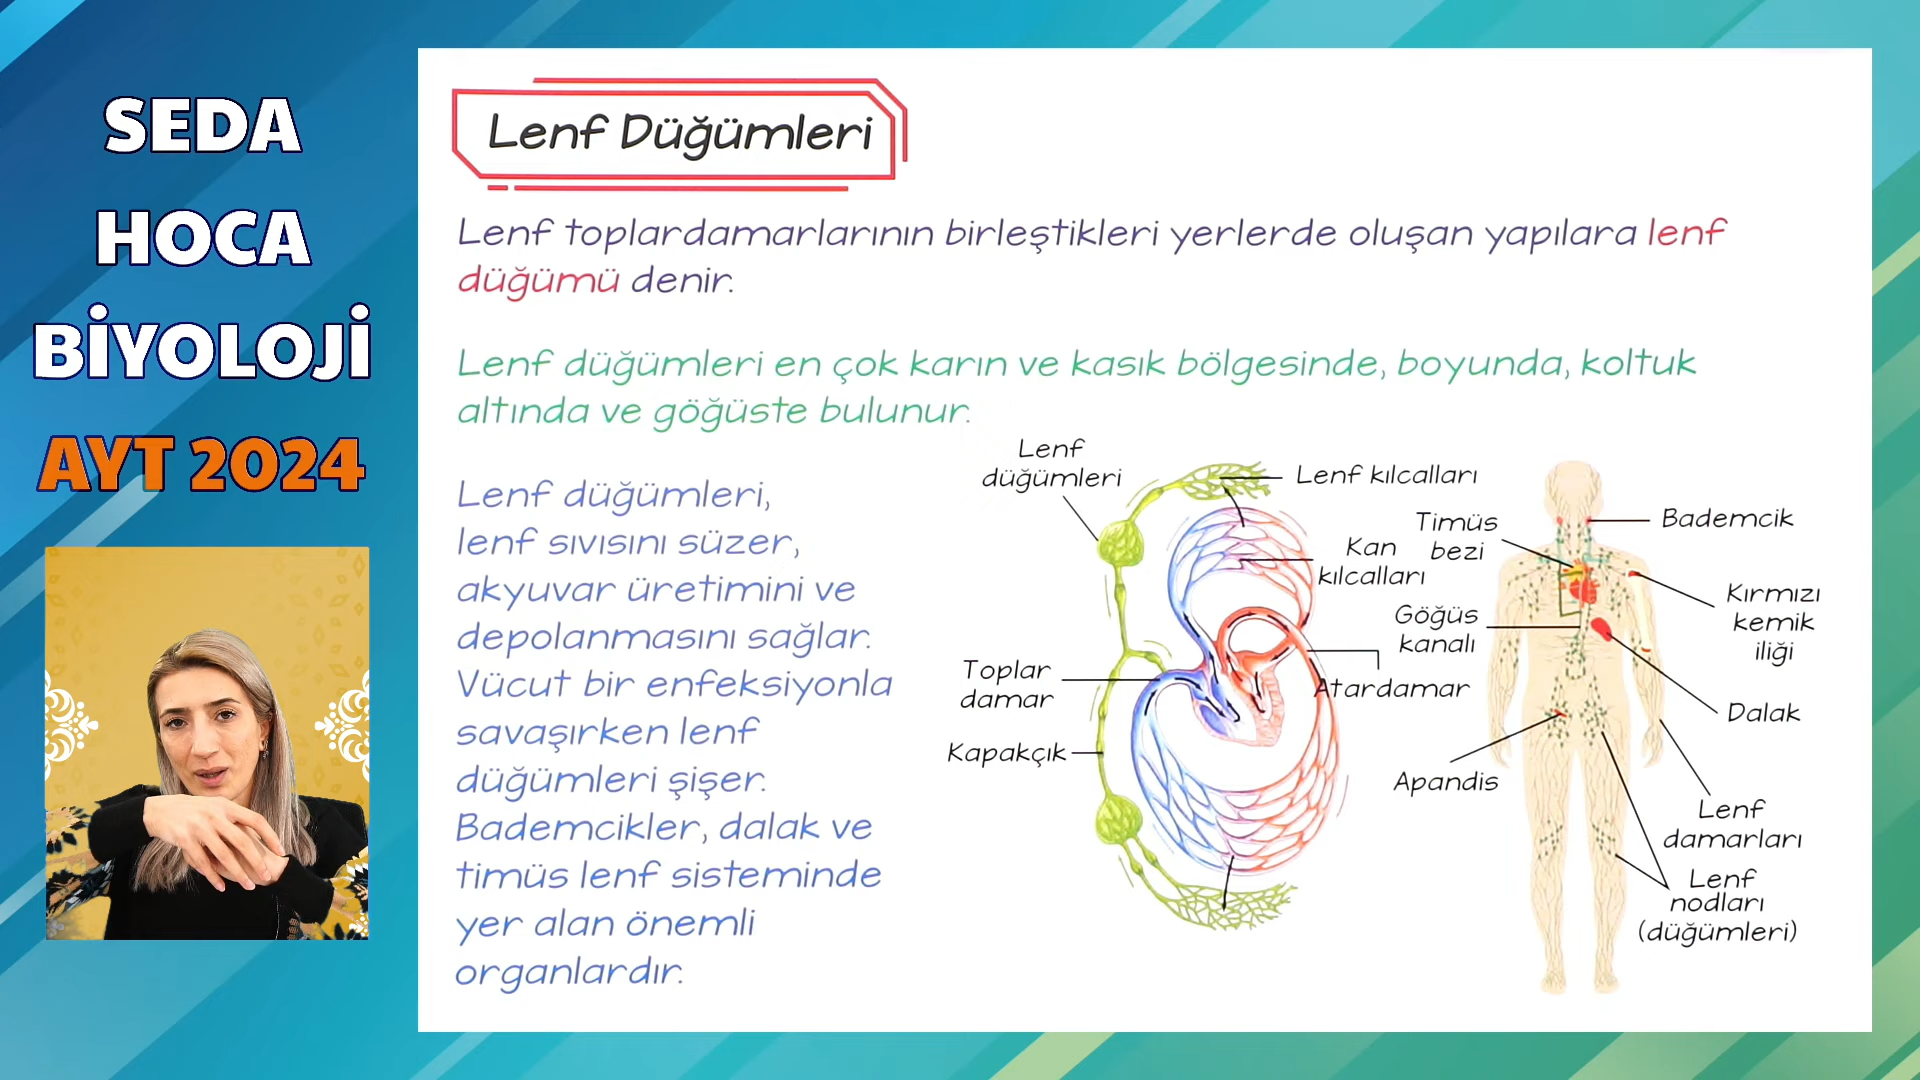 SEDA
HOCA
BİYOLOJİ
AYT 2024
Lenf Düğümleri
Lenf toplardamarlarının birleştikleri yerlerde oluşan yapılara lenf
düğümü denir.
Lenf düğümleri en çok karın ve kasık bölgesinde, boyunda, koltuk
altında ve göğüste bulunur.
Lenf düğümleri,
lenf sıvısını süzer,
akyuvar üretimini ve
depolanmasını sağlar.
Vücut bir enfeksiyonla
savaşırken lenf
düğümleri şişer.
Bademcikler, dalak ve
timüs lenf sisteminde
yer alan önemli
organlardır.
Lenf
düğümleri
Lenf kılcalları
Kan
kılcalları
Toplar
damar
Atardamar
Kapakçık
Timüs
bezi
Bademcik
Göğüs
kanalı
Kırmızı
kemik
iliği
Dalak
Apandis
Lenf
damarları
Lenf
nodları
(düğümleri)